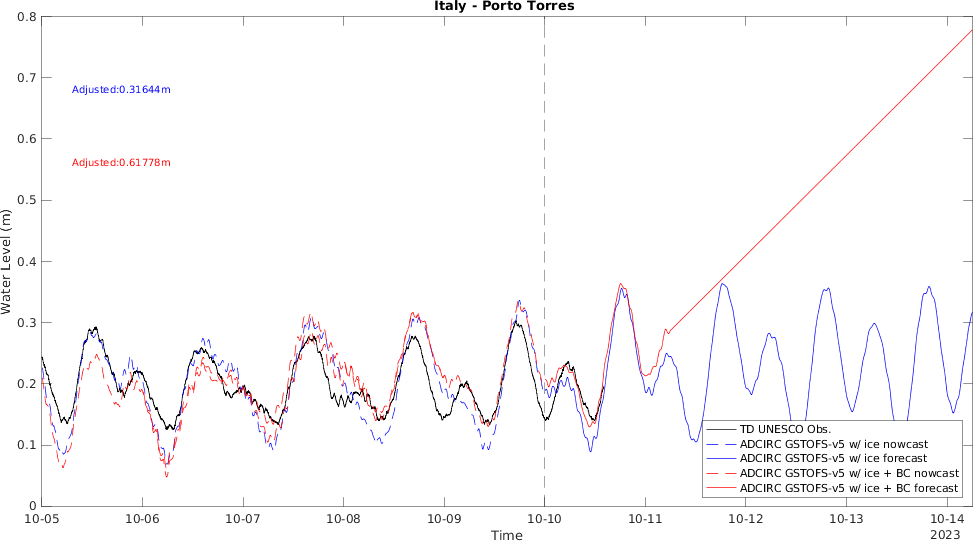 Italy - Porto Torres
0.8
0.7
0.6
0.5
0.4
0.3
0.2
0.1
0
Water Level (m)
Adjusted:0.31644m
Adjusted:0.61778m
TD UNESCO Obs.
ADCIRC GSTOFS-v5 w/ ice nowcast
ADCIRC GSTOFS-v5 w/ ice forecast
ADCIRC GSTOFS-v5 w/ ice + BC nowcast
ADCIRC GSTOFS-v5 w/ ice + BC forecast
10-05 10-06 10-07 10-08 10-09 10-10 10-11 10-12 10-13 10-14
Time
2023